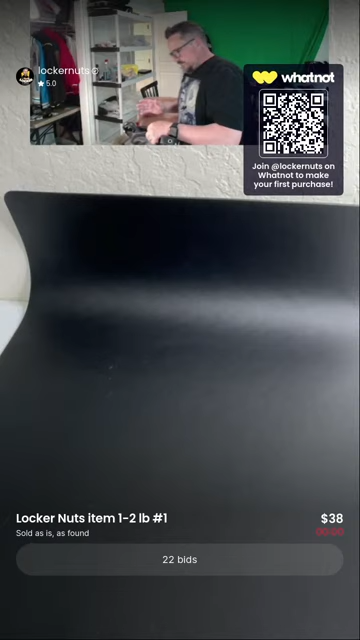 lockernuts
★ 5.0
whatnot
Join @lockernuts on
Whatnot to make
your first purchase!
Locker Nuts item 1-2 lb #1
$38
Sold as is, as found
00:00
22 bids